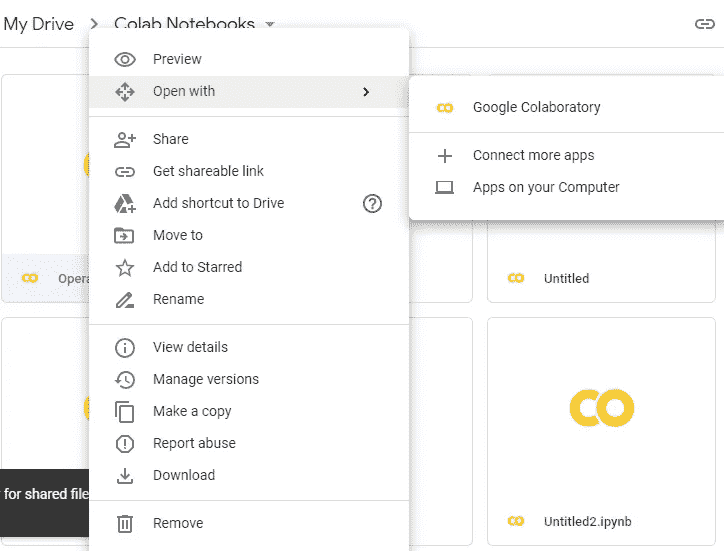 My Drive > Colab Notebooks
Preview
Open with
Google Colaboratory
Connect more apps
Apps on your Computer
Share
Get shareable link
Add shortcut to Drive
Move to
Add to Starred
Rename
Opera
Untitled
View details
Manage versions
Make a copy
Report abuse
Download
for shared file
Remove
Untitled2.ipynb